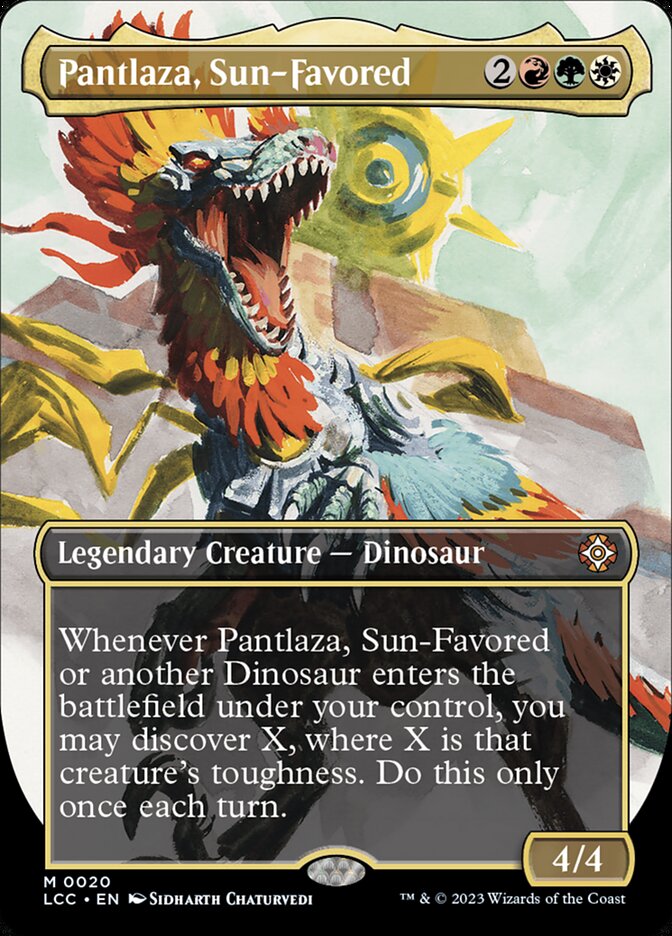 Pantlaza, Sun-Favored 2
Legendary Creature — Dinosaur
Whenever Pantlaza, Sun-Favored
or another Dinosaur enters the
battlefield under your control, you
may discover X, where X is that
creature's toughness. Do this only
once each turn.
4/4
M 0020
LCC • EN Sidharth Chaturvedi
™ & © 2023 Wizards of the Coast